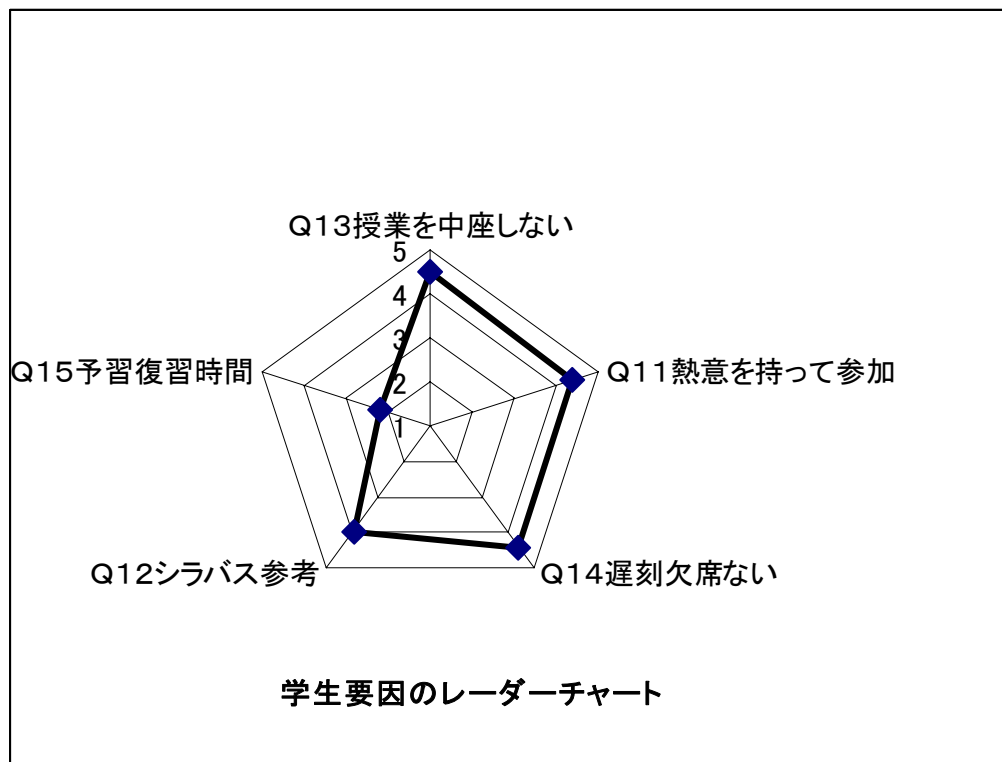 Q13授業を中座しない
5
4
3
2
1
Q15予習復習時間
Q11熱意を持って参加
Q12シラバス参考
Q14遅刻欠席ない
学生要因のレーダーチャート